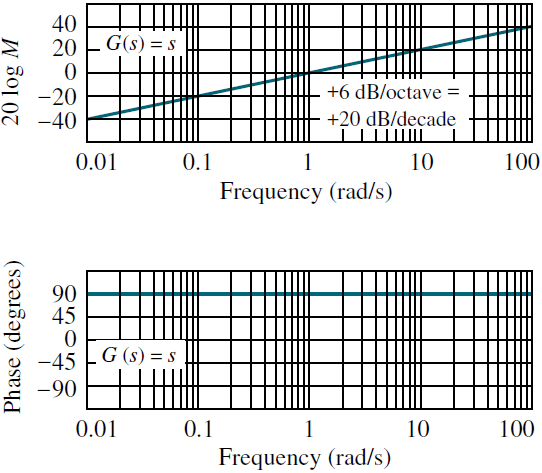 20 log M
40
20
0
−20
−40
G(s) = s
+6 dB/octave =
+20 dB/decade
0.01 0.1 1 10 100
Frequency (rad/s)
Phase (degrees)
90
45
0
−45
−90
G (s) = s
0.01 0.1 1 10 100
Frequency (rad/s)